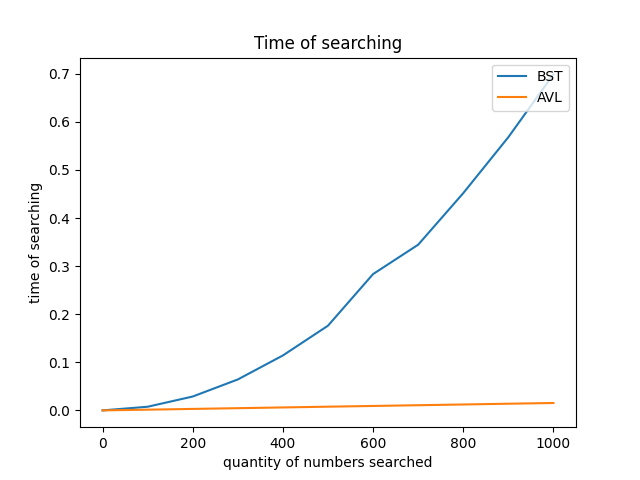 Time of searching
BST
AVL
0.7
0.6
0.5
0.4
0.3
0.2
0.1
0.0
time of searching
0 200 400 600 800 1000
quantity of numbers searched